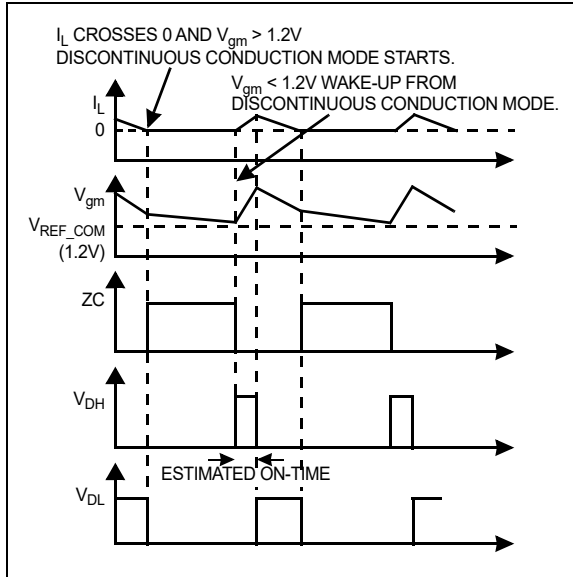 I_L CROSSES 0 AND V_gm > 1.2V
DISCONTINUOUS CONDUCTION MODE STARTS.
V_gm < 1.2V WAKE-UP FROM
DISCONTINUOUS CONDUCTION MODE.
I_L
0
V_gm
V_REF_COM
(1.2V)
ZC
V_DH
ESTIMATED ON-TIME
V_DL